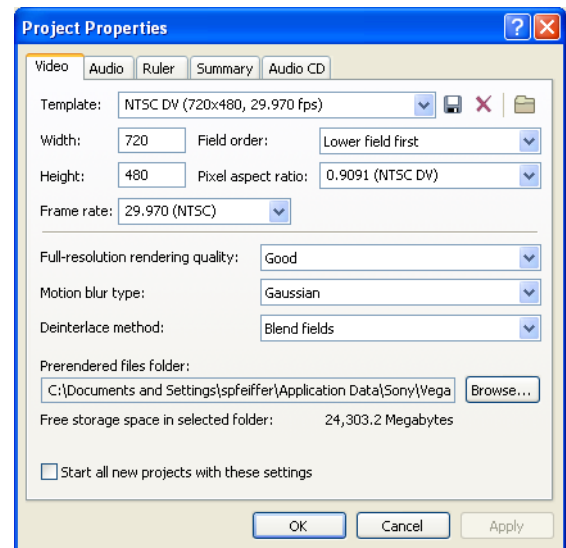 Project Properties
Video Audio Ruler Summary Audio CD
Template: NTSC DV (720x480, 29.970 fps)
Width: 720 Field order: Lower field first
Height: 480 Pixel aspect ratio: 0.9091 (NTSC DV)
Frame rate: 29.970 (NTSC)
Full-resolution rendering quality: Good
Motion blur type: Gaussian
Deinterlace method: Blend fields
Prerendered files folder:
C:\Documents and Settings\spfeiffer\Application Data\Sony\Vega Browse...
Free storage space in selected folder: 24,303.2 Megabytes
Start all new projects with these settings
OK Cancel Apply